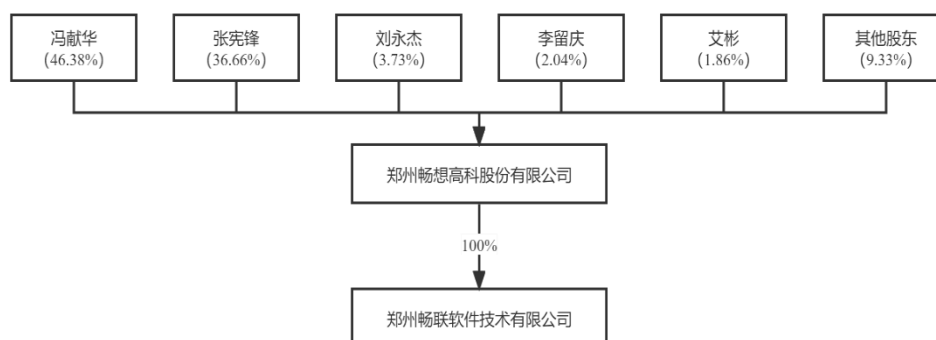 冯献华
(46.38%)
张宪锋
(36.66%)
刘永杰
(3.73%)
李留庆
(2.04%)
艾彬
(1.86%)
其他股东
(9.33%)
郑州畅想高科股份有限公司
100%
郑州畅联软件技术有限公司